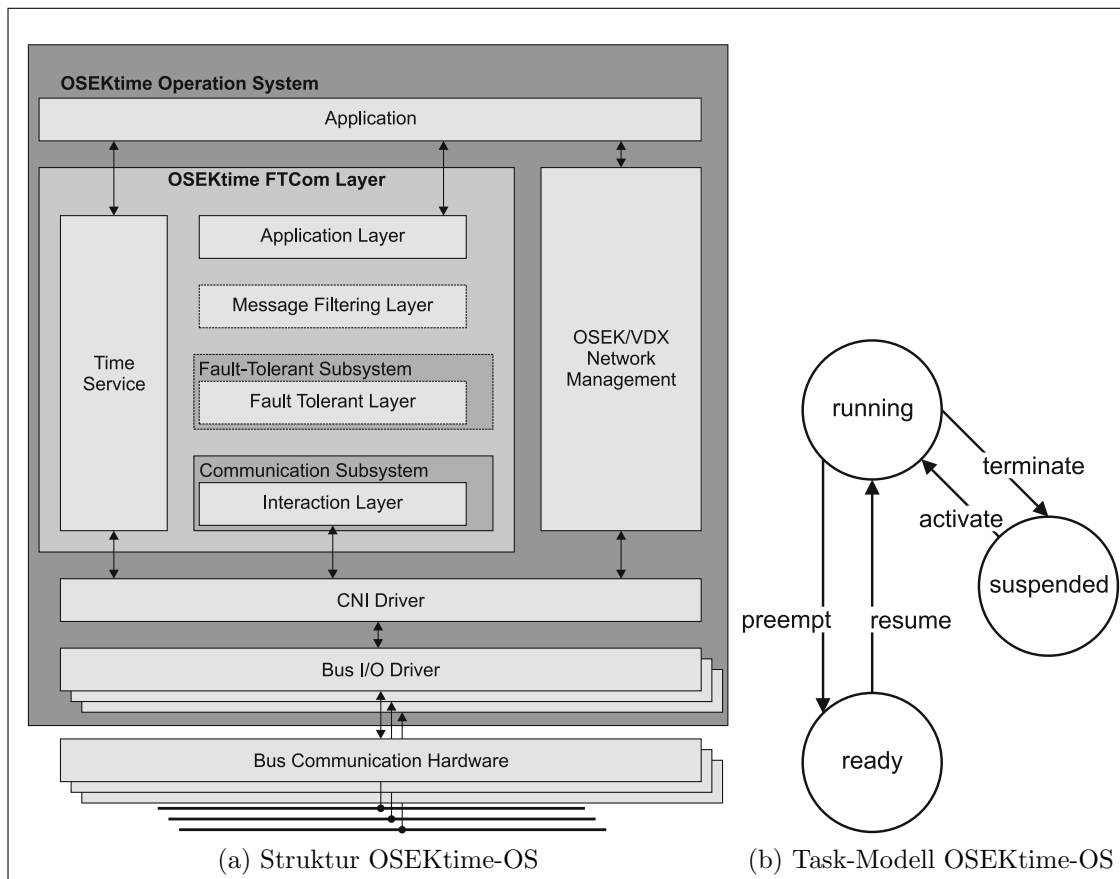 OSEKtime Operation System
Application
OSEKtime FTCom Layer
Time
Service
Application Layer
Message Filtering Layer
Fault-Tolerant Subsystem
Fault Tolerant Layer
Communication Subsystem
Interaction Layer
OSEK/VDX
Network
Management
CNI Driver
Bus I/O Driver
Bus Communication Hardware
(a) Struktur OSEKtime-OS
running
terminate
activate
suspended
preempt
resume
ready
(b) Task-Modell OSEKtime-OS